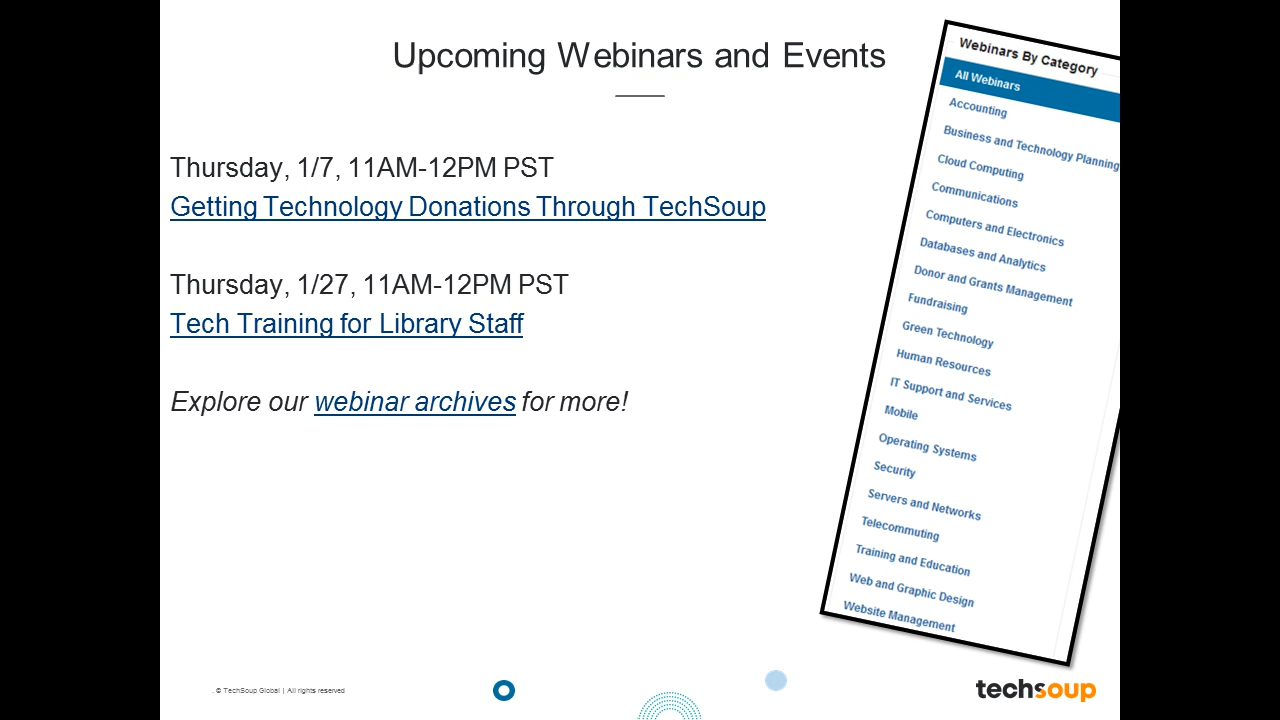 Upcoming Webinars and Events
Thursday, 1/7, 11AM-12PM PST
Getting Technology Donations Through TechSoup
Thursday, 1/27, 11AM-12PM PST
Tech Training for Library Staff
Explore our webinar archives for more!
Webinars By Category
All Webinars
Accounting
Business and Technology Planning
Cloud Computing
Communications
Computers and Electronics
Databases and Analytics
Donor and Grants Management
Fundraising
Green Technology
Human Resources
IT Support and Services
Mobile
Operating Systems
Security
Servers and Networks
Telecommuting
Training and Education
Web and Graphic Design
Website Management
. © TechSoup Global | All rights reserved
techsoup